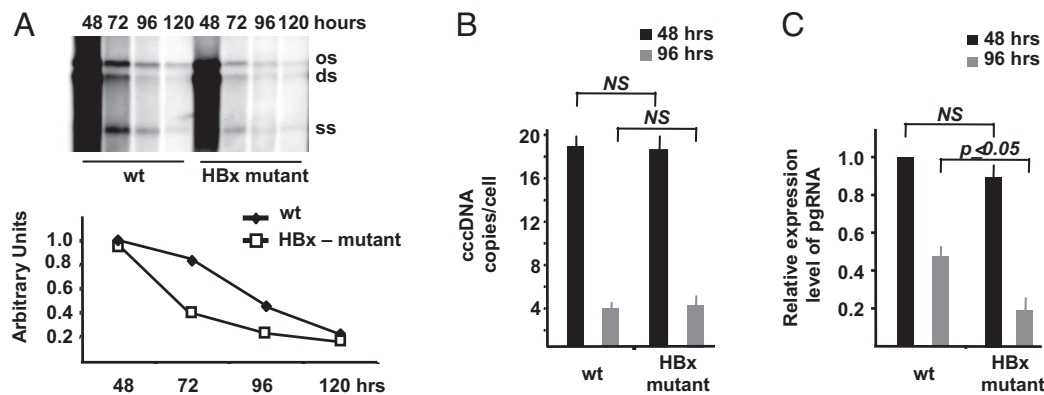 A
48 72 96 120 48 72 96 120 hours
os
ds
ss
wt HBx mutant
wt
HBx – mutant
Arbitrary Units
1.0
0.8
0.6
0.4
0.2
48 72 96 120 hrs
B
48 hrs
96 hrs
NS
NS
cccDNA
copies/cell
20
16
12
8
4
wt
HBx
mutant
C
48 hrs
96 hrs
NS
p≤0.05
Relative expression
level of pgRNA
1.0
0.8
0.6
0.4
0.2
wt
HBx
mutant